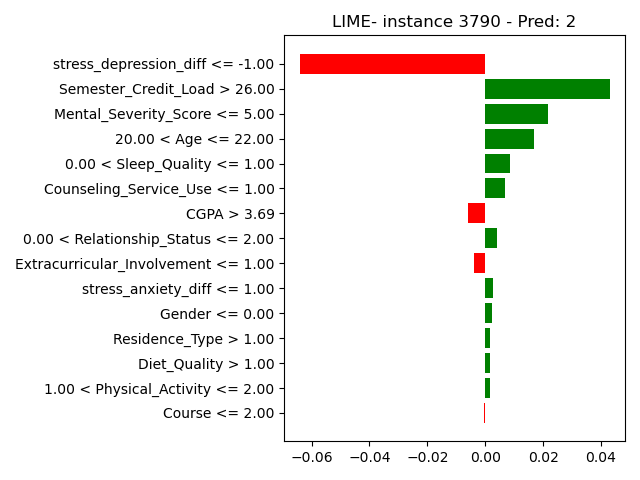 LIME- instance 3790 - Pred: 2
stress_depression_diff <= -1.00
Semester_Credit_Load > 26.00
Mental_Severity_Score <= 5.00
20.00 < Age <= 22.00
0.00 < Sleep_Quality <= 1.00
Counseling_Service_Use <= 1.00
CGPA > 3.69
0.00 < Relationship_Status <= 2.00
Extracurricular_Involvement <= 1.00
stress_anxiety_diff <= 1.00
Gender <= 0.00
Residence_Type > 1.00
Diet_Quality > 1.00
1.00 < Physical_Activity <= 2.00
Course <= 2.00
−0.06 −0.04 −0.02 0.00 0.02 0.04